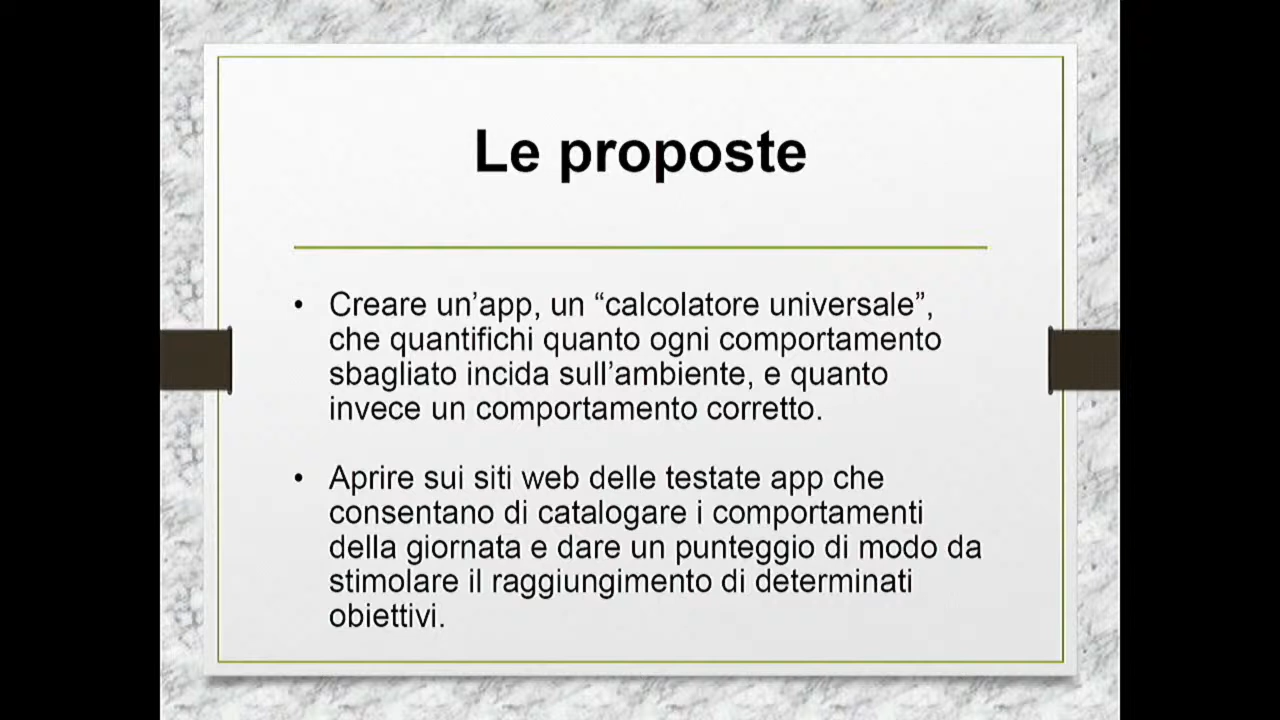 Le proposte
• Creare un’app, un “calcolatore universale”,
che quantifichi quanto ogni comportamento
sbagliato incida sull’ambiente, e quanto
invece un comportamento corretto.
• Aprire sui siti web delle testate app che
consentano di catalogare i comportamenti
della giornata e dare un punteggio di modo da
stimolare il raggiungimento di determinati
obiettivi.